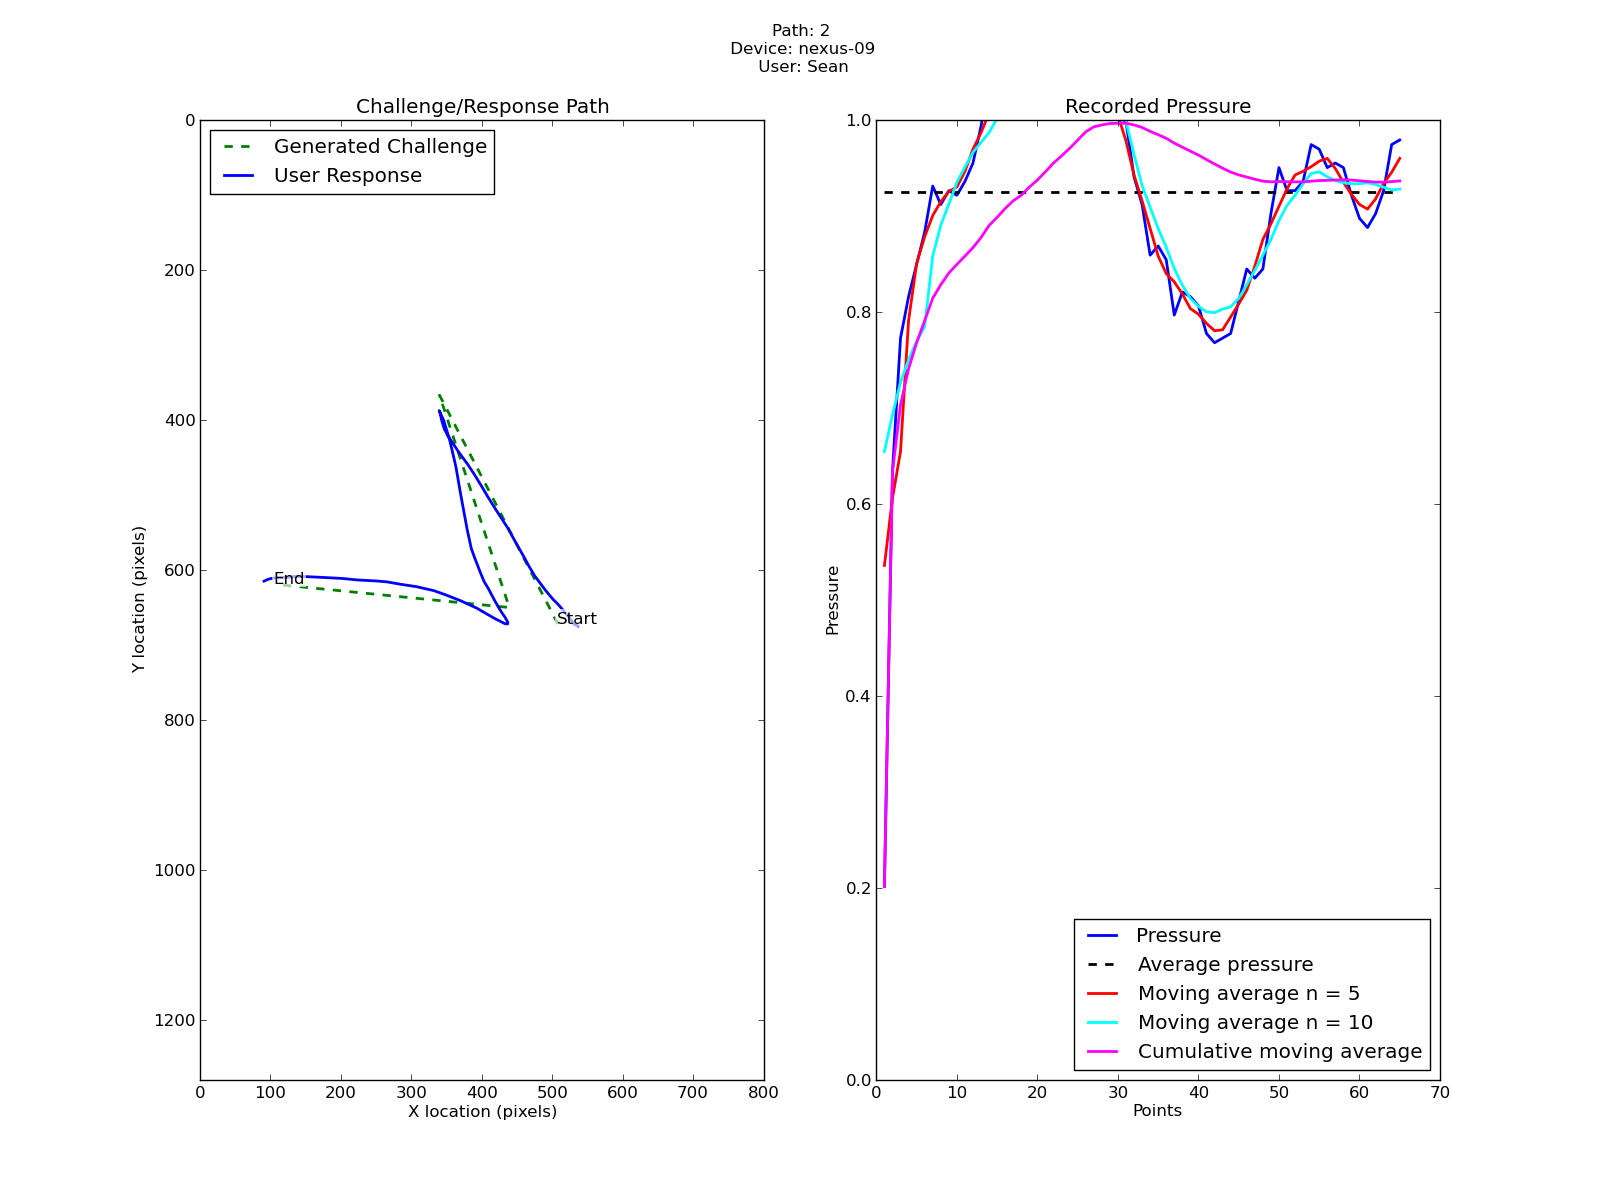 Path: 2
Device: nexus-09
User: Sean
Challenge/Response Path
Generated Challenge
User Response
0
200
400
600
800
1000
1200
Y location (pixels)
End
Start
0 100 200 300 400 500 600 700 800
X location (pixels)
Recorded Pressure
1.0
0.8
0.6
0.4
0.2
0.0
Pressure
Pressure
Average pressure
Moving average n = 5
Moving average n = 10
Cumulative moving average
0 10 20 30 40 50 60 70
Points